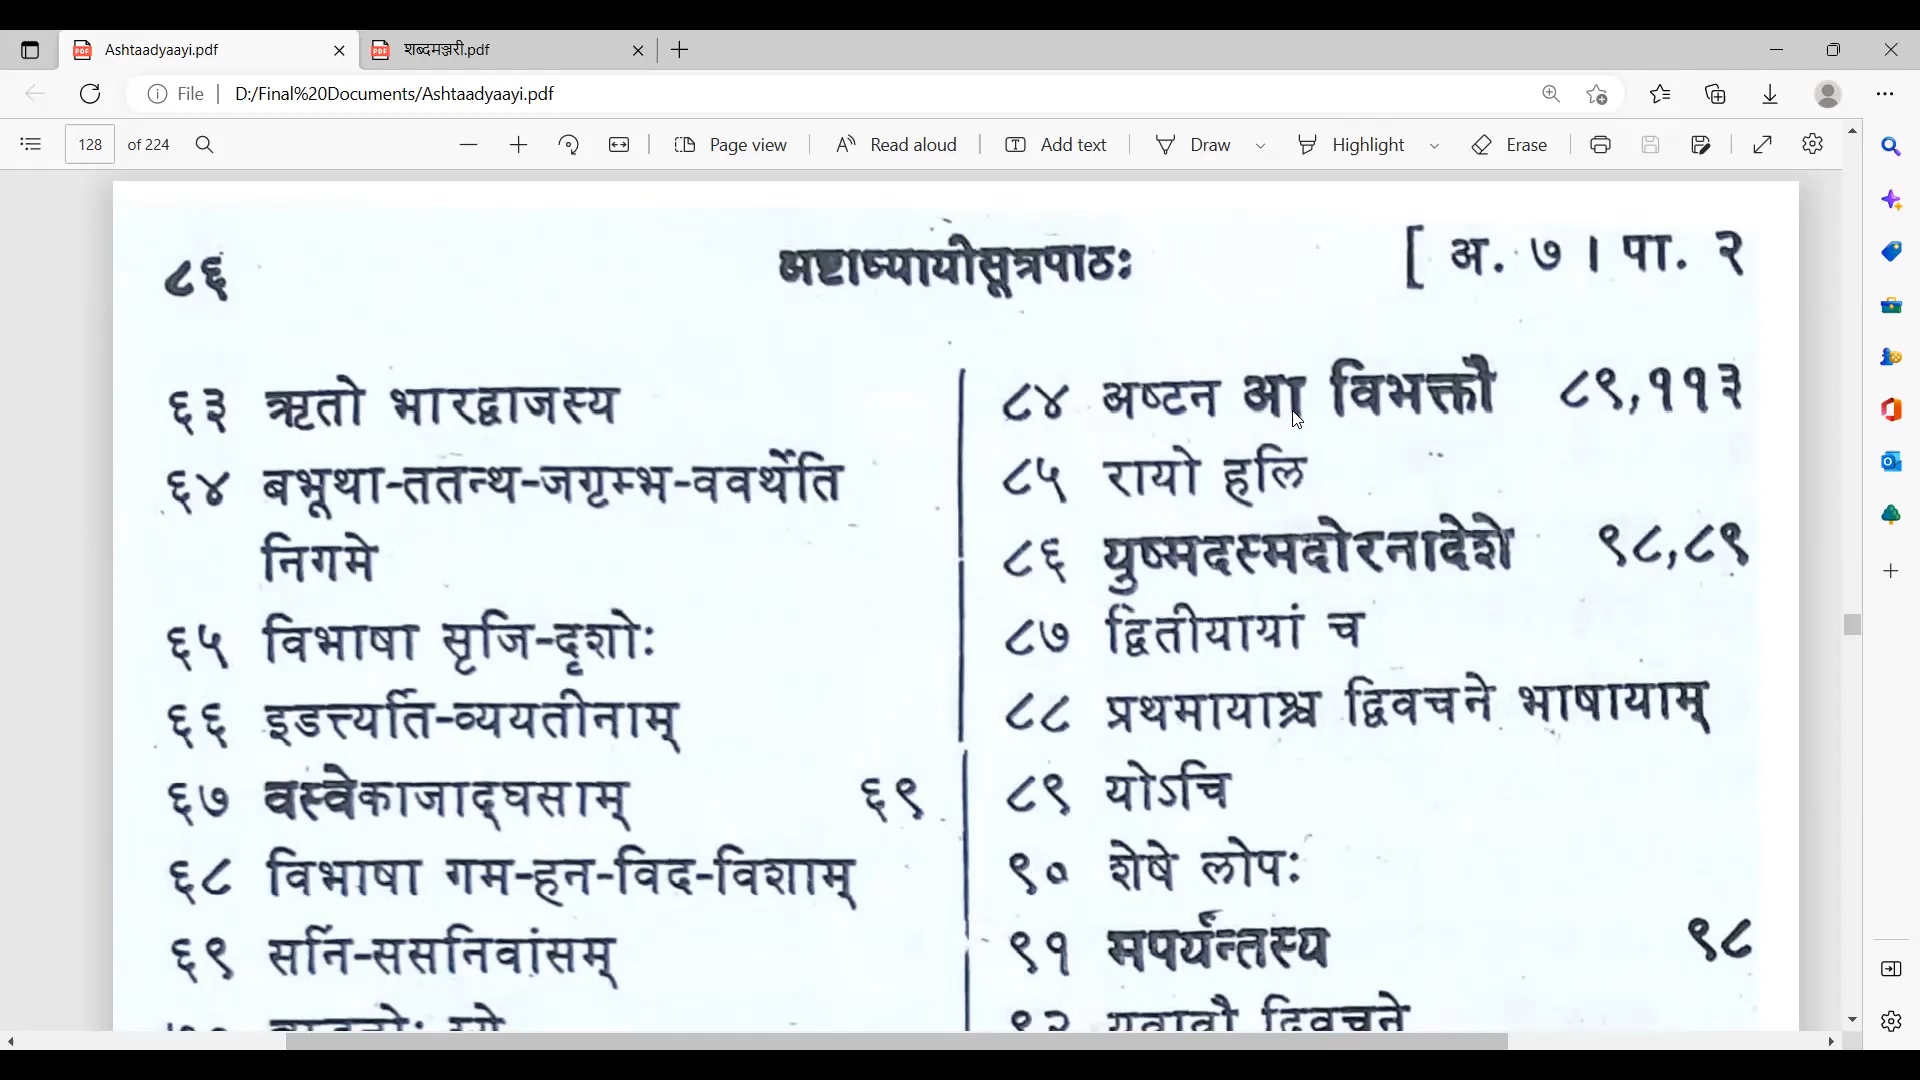 Ashtaadyaayi.pdf
शब्दमञ्जरी.pdf
File
D:/Final%20Documents/Ashtaadyaayi.pdf
128 of 224
Page view
Read aloud
Add text
Draw
Highlight
Erase
८६ अष्टाध्यायीसूत्रपाठः [ अ. ७ । पा. २
६३ ऋतो भारद्वाजस्य
६४ बभूथा-ततन्थ-जगृम्भ-ववर्थेति
निगमे
६५ विभाषा सृजि-दृशोः
६६ इडत्त्यर्ति-व्ययतीनाम्
६७ वस्वेकाजाद्घसाम् ६९
६८ विभाषा गम-हन-विद-विशाम्
६९ सनिं-ससनिवांसम्
८४ अष्टन आ विभक्तौ ८९,११३
८५ रायो हलि
८६ युष्मदस्मदोरनादेशे ९८,८९
८७ द्वितीयायां च
८८ प्रथमायाश्च द्विवचने भाषायाम्
८९ योऽचि
९० शेषे लोपः
९१ मपर्यन्तस्य ९८
९२ युवावौ द्विवचने